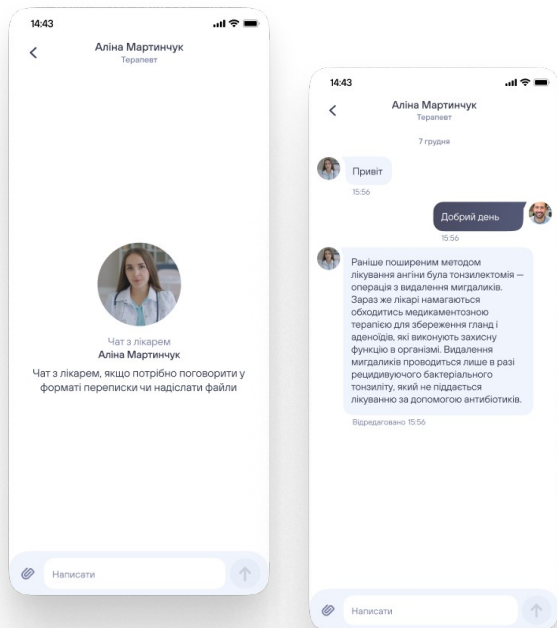 14:43
Аліна Мартинчук
Терапевт
Чат з лікарем
Аліна Мартинчук
Чат з лікарем, якщо потрібно поговорити у
форматі переписки чи надіслати файли
Написати
14:43
Аліна Мартинчук
Терапевт
7 грудня
Привіт
15:56
Добрий день
15:56
Раніше поширеним методом
лікування ангіни була тонзилектомія —
операція з видалення мигдаликів.
Зараз же лікарі намагаються
обходитись медикаментозною
терапією для збереження гланд і
аденоїдів, які виконують захисну
функцію в організмі. Видалення
мигдаликів проводиться лише в разі
рецидивуючого бактеріального
тонзиліту, який не піддається
лікуванню за допомогою антибіотиків.
Відредаговано 15:56
Написати